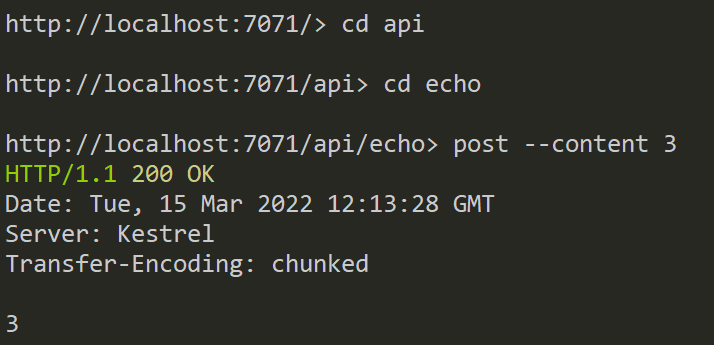 http://localhost:7071/> cd api
http://localhost:7071/api> cd echo
http://localhost:7071/api/echo> post --content 3
HTTP/1.1 200 OK
Date: Tue, 15 Mar 2022 12:13:28 GMT
Server: Kestrel
Transfer-Encoding: chunked
3